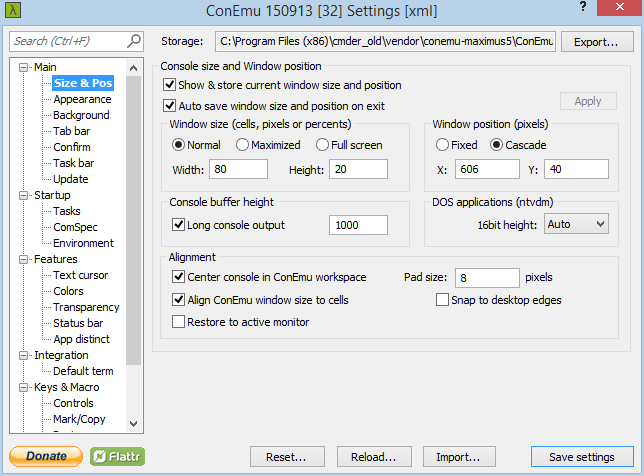 ConEmu 150913 [32] Settings [xml]
Search (Ctrl+F)
Storage: C:\Program Files (x86)\cmder_old\vendor\conemu-maximus5\ConEmu Export...
Main
Size & Pos
Appearance
Background
Tab bar
Confirm
Task bar
Update
Startup
Tasks
ComSpec
Environment
Features
Text cursor
Colors
Transparency
Status bar
App distinct
Integration
Default term
Keys & Macro
Controls
Mark/Copy
Console size and Window position
Show & store current window size and position
Auto save window size and position on exit
Apply
Window size (cells, pixels or percents)
Normal Maximized Full screen
Width: 80 Height: 20
Window position (pixels)
Fixed Cascade
X: 606 Y: 40
Console buffer height
Long console output 1000
DOS applications (ntvdm)
16bit height: Auto
Alignment
Center console in ConEmu workspace Pad size: 8 pixels
Align ConEmu window size to cells Snap to desktop edges
Restore to active monitor
Donate Flattr Reset... Reload... Import... Save settings